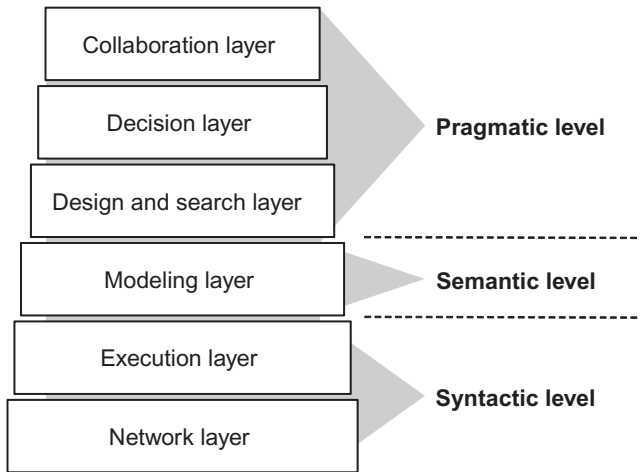 Collaboration layer
Decision layer
Pragmatic level
Design and search layer
Modeling layer
Semantic level
Execution layer
Syntactic level
Network layer